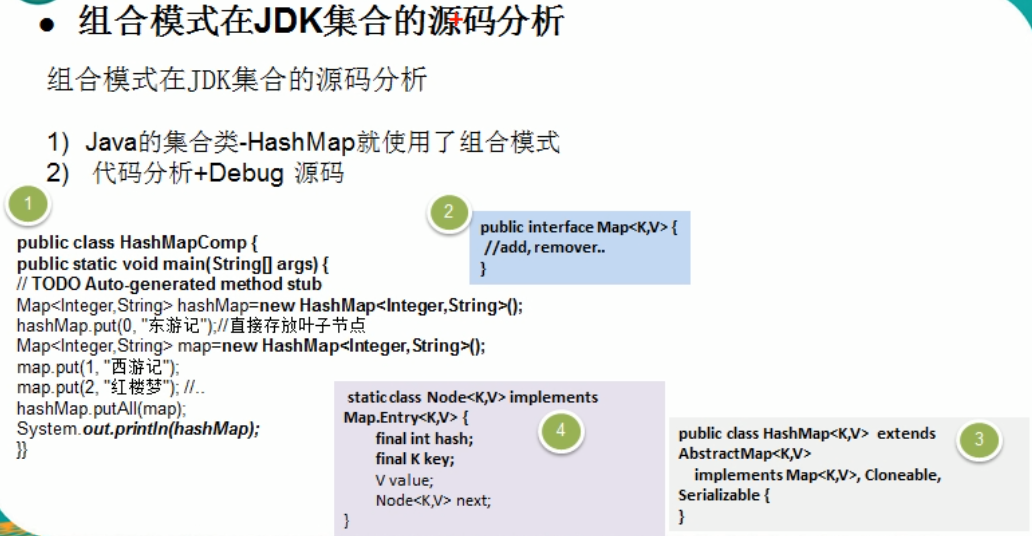 ● 组合模式在JDK集合的源码分析
组合模式在JDK集合的源码分析
1) Java的集合类-HashMap就使用了组合模式
2) 代码分析+Debug 源码
1
public class HashMapComp {
public static void main(String[] args) {
// TODO Auto-generated method stub
Map<Integer,String> hashMap=new HashMap<Integer,String>();
hashMap.put(0, "东游记");//直接存放叶子节点
Map<Integer,String> map=new HashMap<Integer,String>();
map.put(1, "西游记");
map.put(2, "红楼梦"); //..
hashMap.putAll(map);
System.out.println(hashMap);
}}
2
public interface Map<K,V> {
//add, remover..
}
static class Node<K,V> implements
Map.Entry<K,V> {
final int hash;
final K key;
V value;
Node<K,V> next;
}
4
public class HashMap<K,V> extends
AbstractMap<K,V>
implements Map<K,V>, Cloneable,
Serializable {
}
3